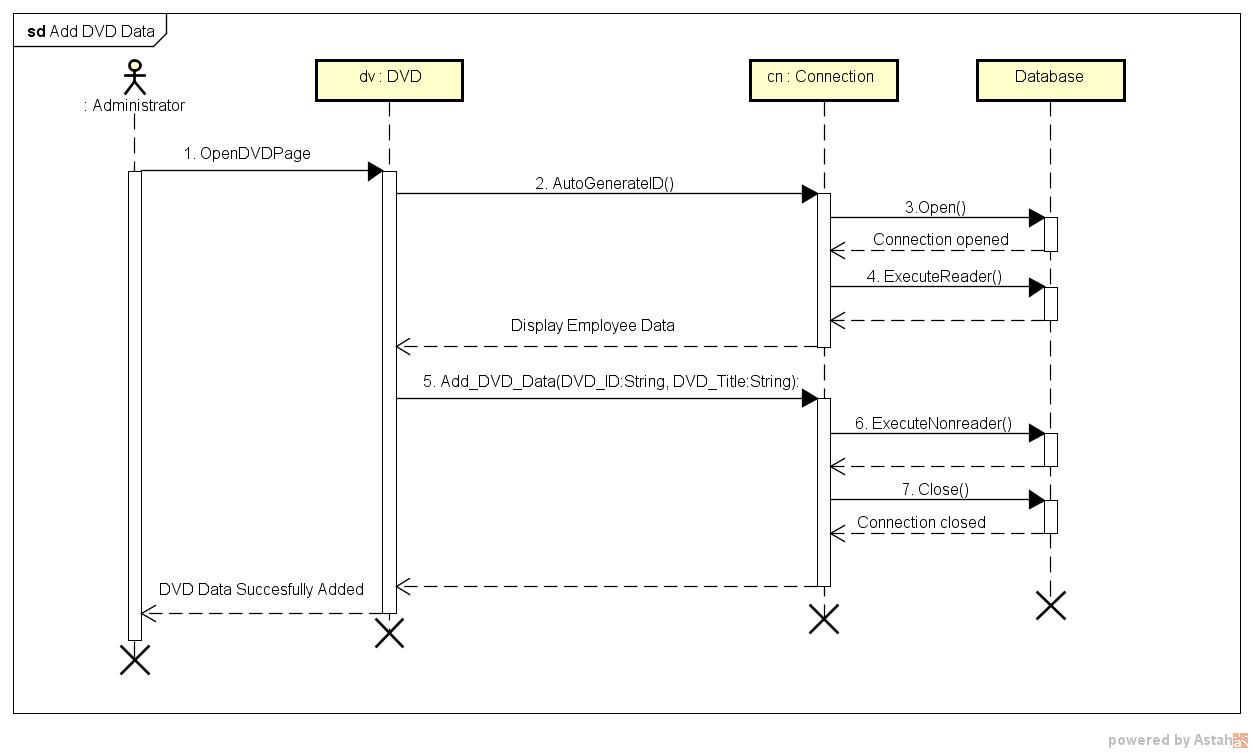 sd Add DVD Data
: Administrator
dv : DVD
cn : Connection
Database
1. OpenDVDPage
2. AutoGenerateID()
3.Open()
Connection opened
4. ExecuteReader()
Display Employee Data
5. Add_DVD_Data(DVD_ID:String, DVD_Title:String):
6. ExecuteNonreader()
7. Close()
Connection closed
DVD Data Succesfully Added
powered by Astah